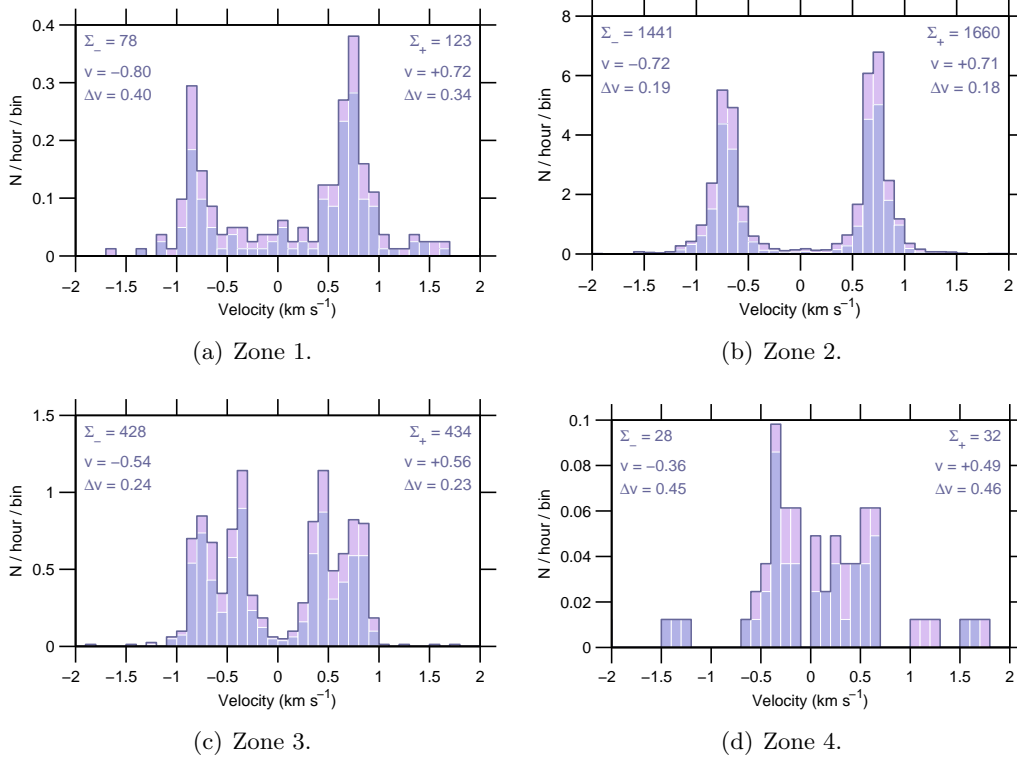 0.4
0.3
0.2
0.1
0
N / hour / bin
Σ₋ = 78
v = −0.80
Δv = 0.40
Σ₊ = 123
v = +0.72
Δv = 0.34
−2 −1.5 −1 −0.5 0 0.5 1 1.5 2
Velocity (km s⁻¹)
(a) Zone 1.
8
6
4
2
0
N / hour / bin
Σ₋ = 1441
v = −0.72
Δv = 0.19
Σ₊ = 1660
v = +0.71
Δv = 0.18
−2 −1.5 −1 −0.5 0 0.5 1 1.5 2
Velocity (km s⁻¹)
(b) Zone 2.
1.5
1
0.5
0
N / hour / bin
Σ₋ = 428
v = −0.54
Δv = 0.24
Σ₊ = 434
v = +0.56
Δv = 0.23
−2 −1.5 −1 −0.5 0 0.5 1 1.5 2
Velocity (km s⁻¹)
(c) Zone 3.
0.1
0.08
0.06
0.04
0.02
0
N / hour / bin
Σ₋ = 28
v = −0.36
Δv = 0.45
Σ₊ = 32
v = +0.49
Δv = 0.46
−2 −1.5 −1 −0.5 0 0.5 1 1.5 2
Velocity (km s⁻¹)
(d) Zone 4.